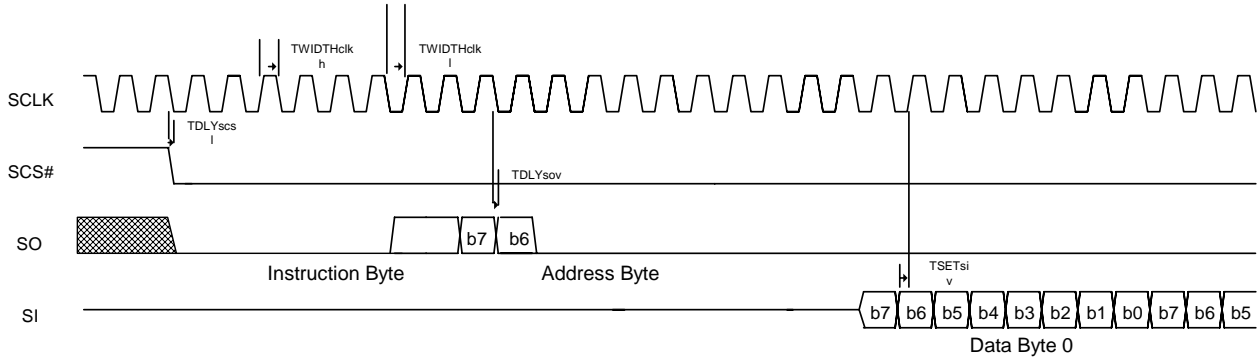 TWIDTHclk
h
TWIDTHclk
l
SCLK
TDLYscs
l
SCS#
TDLYsov
SO
b7 b6
Instruction Byte Address Byte
TSETsi
v
SI
b7 b6 b5 b4 b3 b2 b1 b0 b7 b6 b5
Data Byte 0